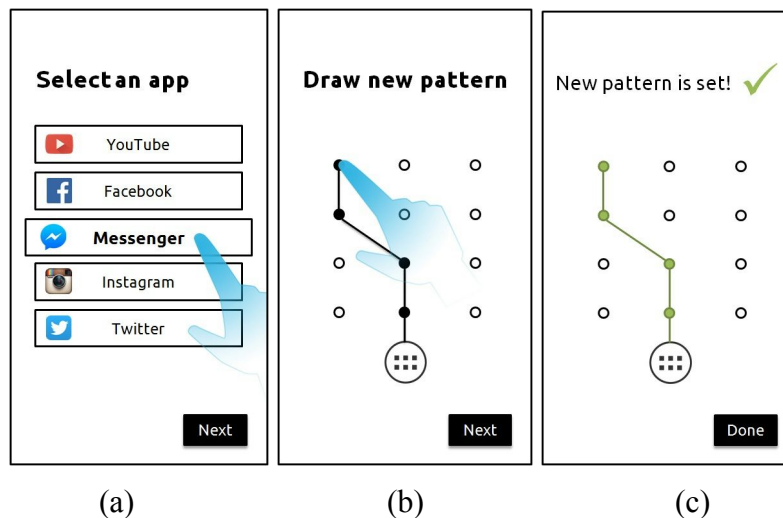 Select an app
YouTube
Facebook
Messenger
Instagram
Twitter
Next
Draw new pattern
Next
New pattern is set!
Done
(a)
(b)
(c)